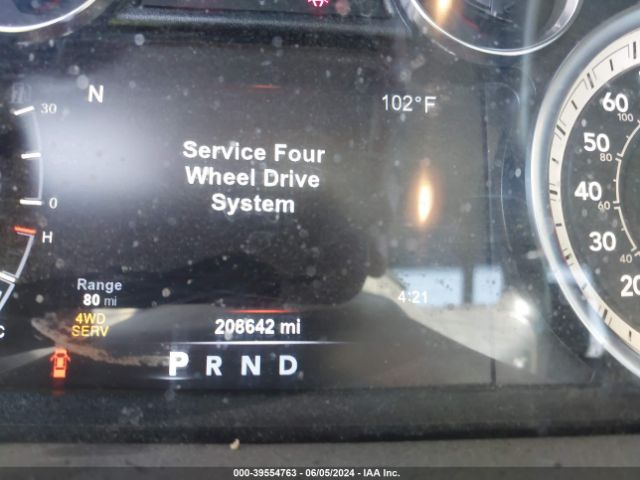 N
102°F
30
0
H
C
Service Four
Wheel Drive
System
Range
80 mi
4WD
SERV
4:21
208642 mi
P R N D
60
100
50
80
40
60
30
40
20
000-39554763 - 06/05/2024 - IAA Inc.